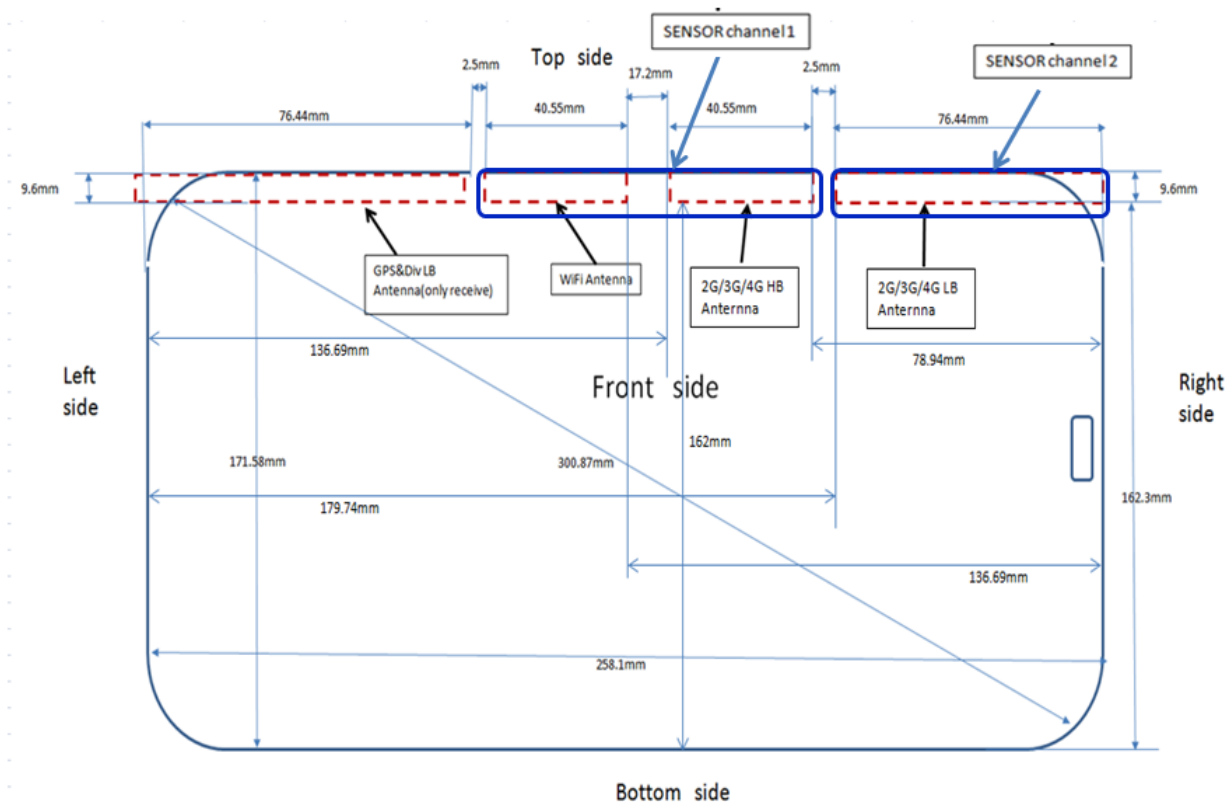 SENSOR channel1
Top side
SENSOR channel 2
2.5mm
17.2mm
2.5mm
76.44mm
40.55mm
40.55mm
76.44mm
9.6mm
9.6mm
GPS&Div LB
Antenna(only receive)
WiFi Antenna
2G/3G/4G HB
Anternna
2G/3G/4G LB
Anternna
136.69mm
78.94mm
Left
side
Front side
Right
side
162mm
171.58mm
300.87mm
179.74mm
162.3mm
136.69mm
258.1mm
Bottom side